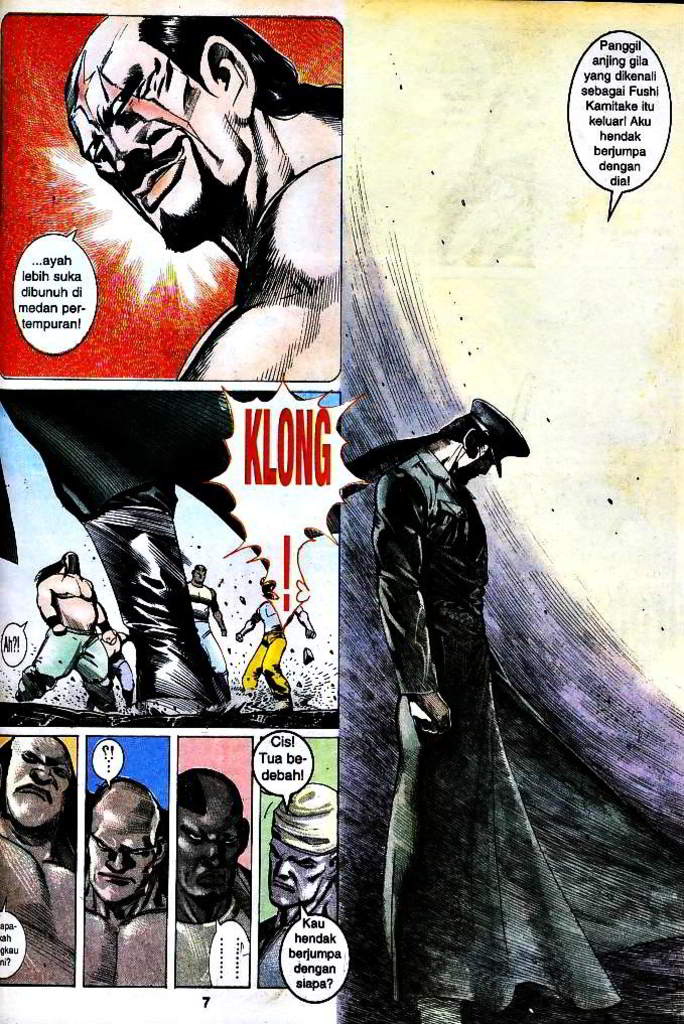 ...ayah
lebih suka
dibunuh di
medan per-
tempuran!
KLONG
!
Ah?!
?!
Cis!
Tua be-
debah!
Kau
hendak
berjumpa
dengan
siapa?
7
Panggil
anjing gila
yang dikenali
sebagai Fushi
Kamitake itu
keluar! Aku
hendak
berjumpa
dengan
dia!